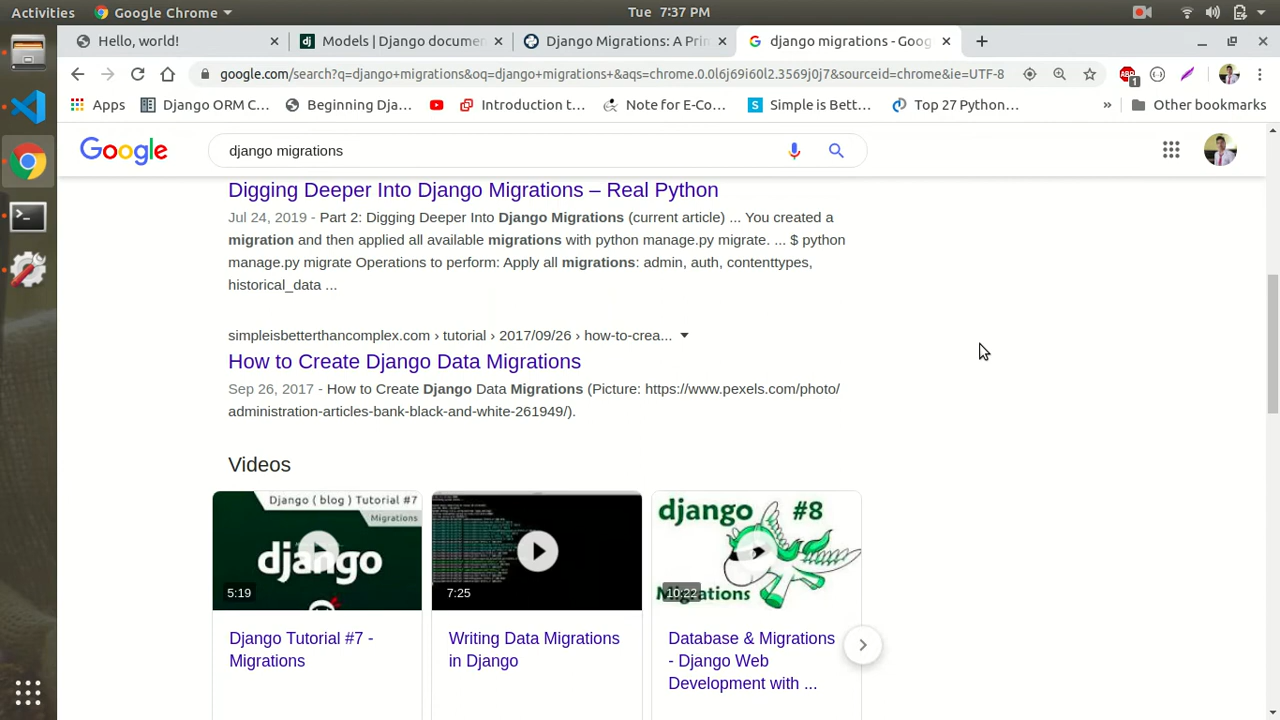 Activities
Google Chrome
Tue 7:37 PM
Hello, world!
Models | Django documen
Django Migrations: A Prin
django migrations - Goog
google.com/search?q=django+migrations&oq=django+migrations+&aqs=chrome.0.0l6j69i60l2.3569j0j7&sourceid=chrome&ie=UTF-8
ABP
1
Apps
Django ORM C...
Beginning Dja...
Introduction t...
Note for E-Co...
Simple is Bett...
Top 27 Python...
»
Other bookmarks
Google
django migrations
Digging Deeper Into Django Migrations – Real Python
Jul 24, 2019 - Part 2: Digging Deeper Into Django Migrations (current article) ... You created a
migration and then applied all available migrations with python manage.py migrate. ... $ python
manage.py migrate Operations to perform: Apply all migrations: admin, auth, contenttypes,
historical_data ...
simpleisbetterthancomplex.com › tutorial › 2017/09/26 › how-to-crea...
How to Create Django Data Migrations
Sep 26, 2017 - How to Create Django Data Migrations (Picture: https://www.pexels.com/photo/
administration-articles-bank-black-and-white-261949/).
Videos
Django ( blog ) Tutorial #7
Migrations
django
5:19
7:25
django #8
Migrations
10:22
Django Tutorial #7 -
Migrations
Writing Data Migrations
in Django
Database & Migrations
- Django Web
Development with ...